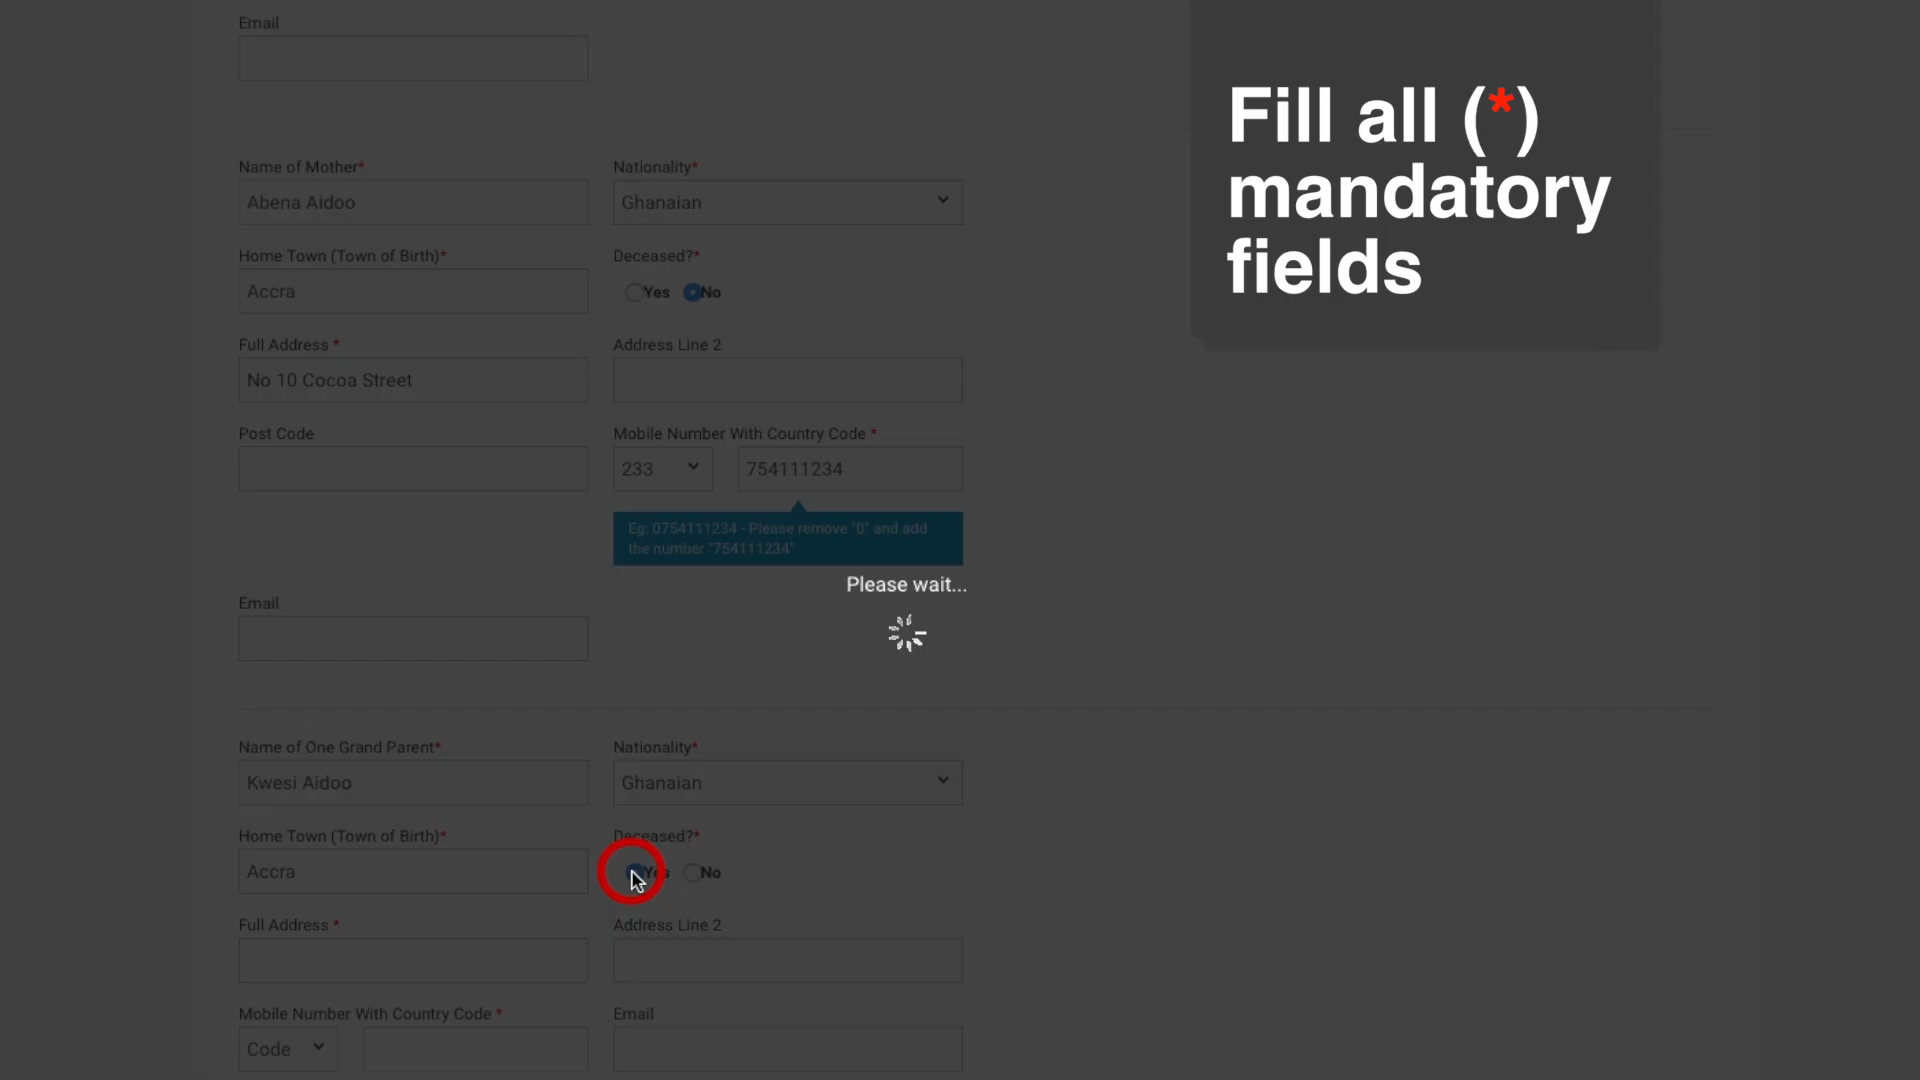 Email
Fill all (*)
mandatory
fields
Name of Mother*
Nationality*
Abena Aidoo
Ghanaian
Home Town (Town of Birth)*
Deceased?*
Accra
Yes No
Full Address *
Address Line 2
No 10 Cocoa Street
Post Code
Mobile Number With Country Code *
233
754111234
Eg: 0754111234 - Please remove "0" and add
the number "754111234"
Please wait...
Email
Name of One Grand Parent*
Nationality*
Kwesi Aidoo
Ghanaian
Home Town (Town of Birth)*
Deceased?*
Accra
Yes No
Full Address *
Address Line 2
Mobile Number With Country Code *
Email
Code